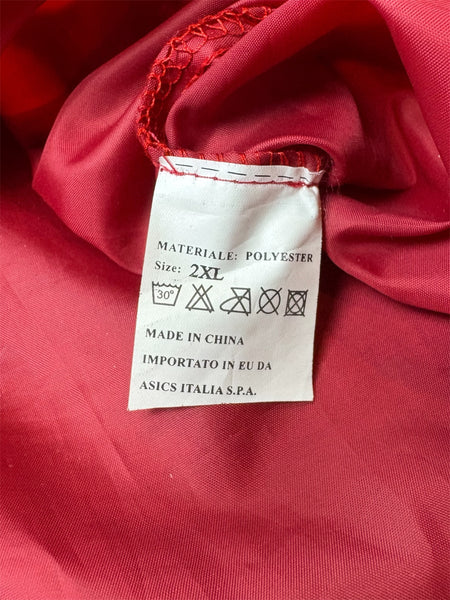 MATERIALE: POLYESTER
Size: 2XL
30°
MADE IN CHINA
IMPORTATO IN EU DA
ASICS ITALIA S.P.A.